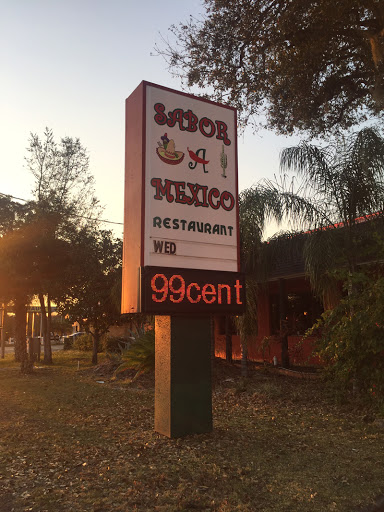 SABOR
A
MEXICO
RESTAURANT
WED
99cent